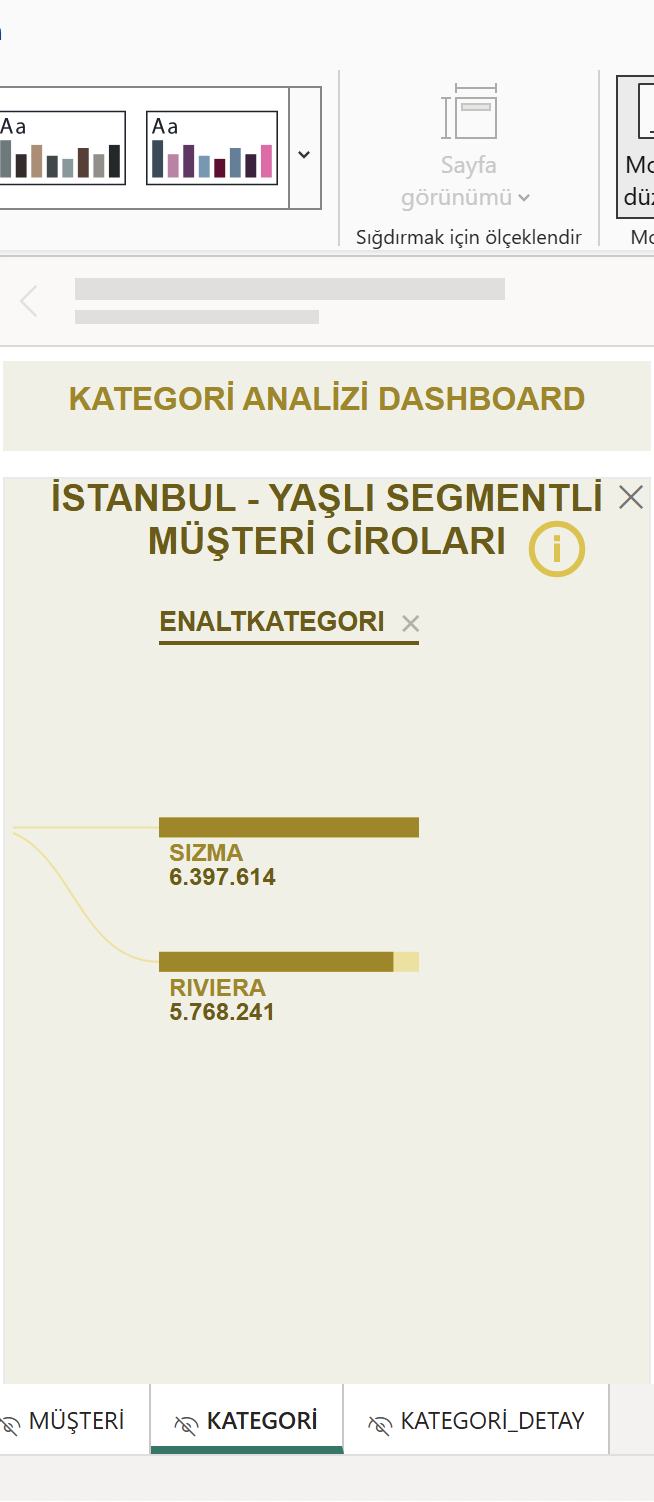 Aa
Aa
Sayfa
görünümü
Sığdırmak için ölçeklendir
KATEGORİ ANALİZİ DASHBOARD
İSTANBUL - YAŞLI SEGMENTLİ
MÜŞTERİ CİROLARI
ENALTKATEGORI
SIZMA
6.397.614
RIVIERA
5.768.241
MÜŞTERİ
KATEGORİ
KATEGORİ_DETAY